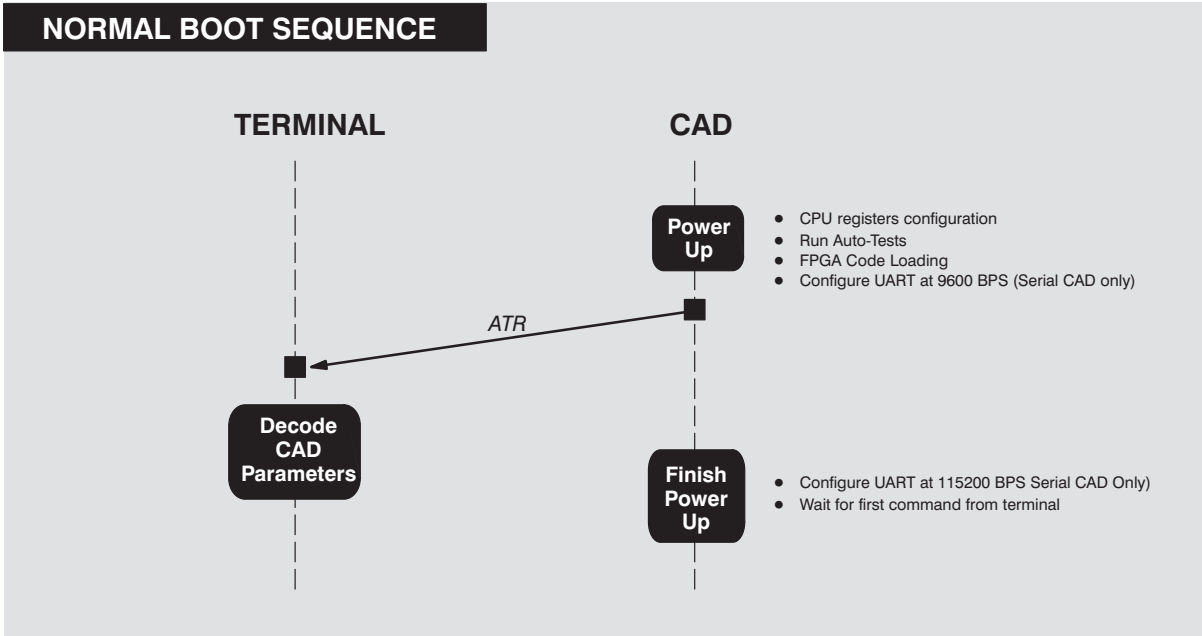 NORMAL BOOT SEQUENCE
TERMINAL
CAD
Power
Up
• CPU registers configuration
• Run Auto-Tests
• FPGA Code Loading
• Configure UART at 9600 BPS (Serial CAD only)
ATR
Decode
CAD
Parameters
Finish
Power
Up
• Configure UART at 115200 BPS Serial CAD Only)
• Wait for first command from terminal